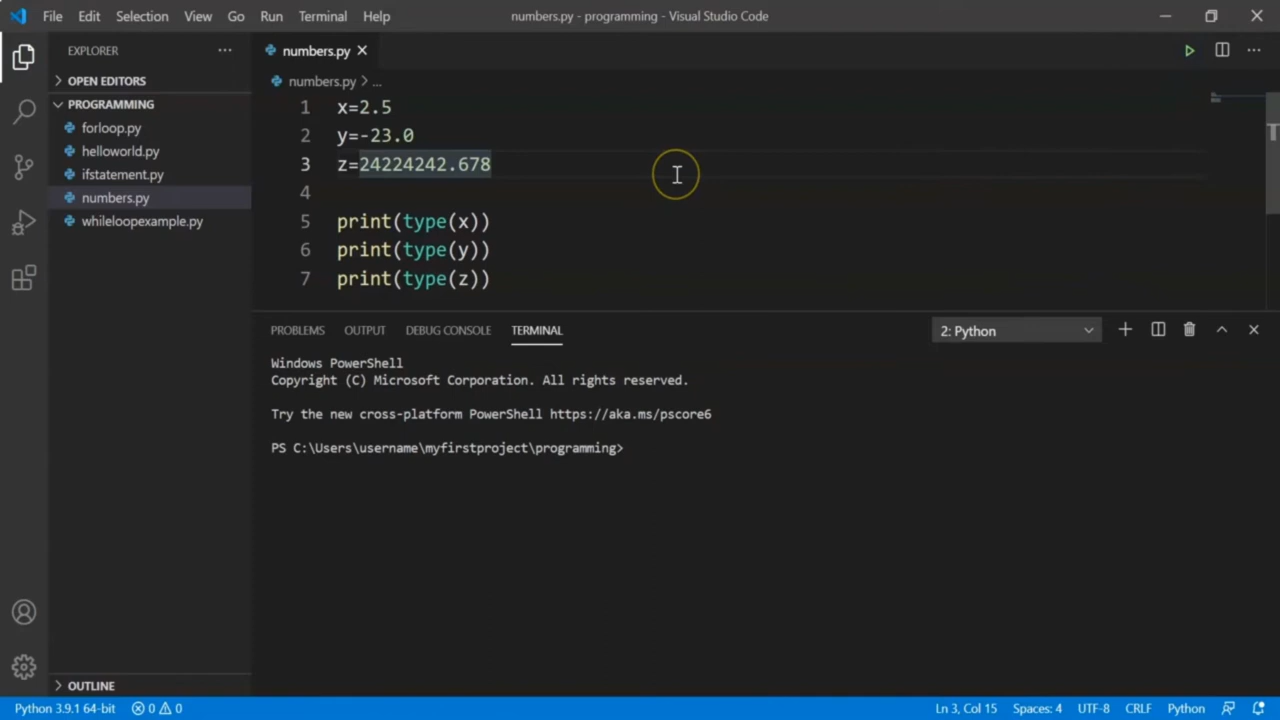 File Edit Selection View Go Run Terminal Help
numbers.py - programming - Visual Studio Code
EXPLORER
OPEN EDITORS
PROGRAMMING
forloop.py
helloworld.py
ifstatement.py
numbers.py
whileloopexample.py
OUTLINE
numbers.py
numbers.py > ...
1 x=2.5
2 y=-23.0
3 z=24224242.678
4
5 print(type(x))
6 print(type(y))
7 print(type(z))
PROBLEMS OUTPUT DEBUG CONSOLE TERMINAL 2: Python
Windows PowerShell
Copyright (C) Microsoft Corporation. All rights reserved.
Try the new cross-platform PowerShell https://aka.ms/pscore6
PS C:\Users\username\myfirstproject\programming>
Python 3.9.1 64-bit 0 0 Ln 3, Col 15 Spaces: 4 UTF-8 CRLF Python